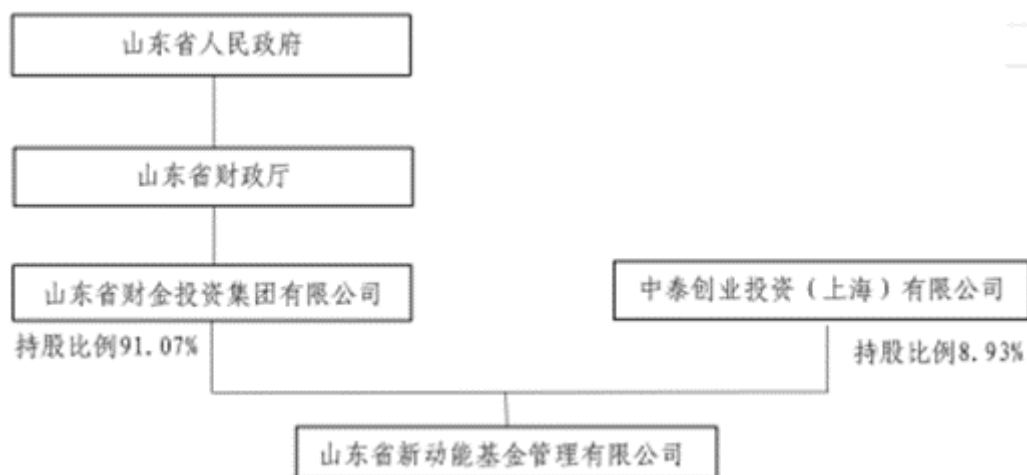 山东省人民政府
山东省财政厅
山东省财金投资集团有限公司
中泰创业投资（上海）有限公司
持股比例91.07%
持股比例8.93%
山东省新动能基金管理有限公司